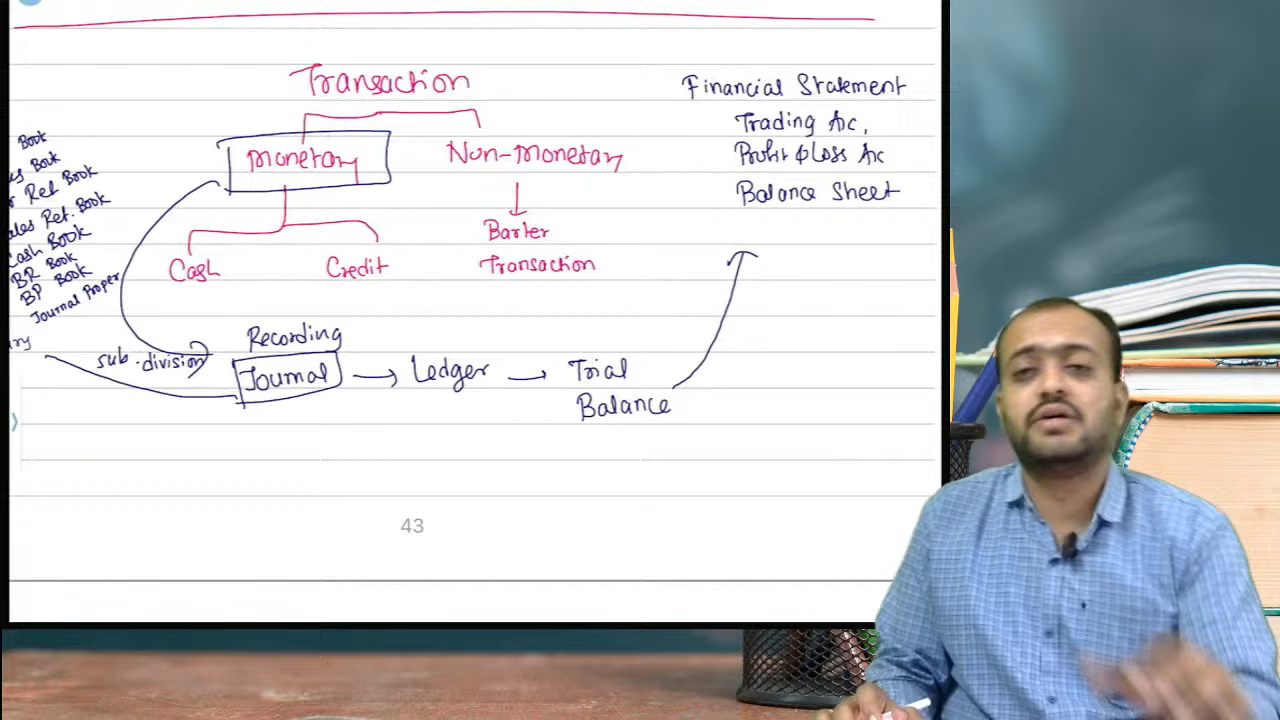 Transaction
Monetary
Non-Monetary
Cash
Credit
Barter
Transaction
Financial Statement
Trading A/c,
Profit & Loss A/c
Balance Sheet
Book
Book
Ret Book
Ret. Book
Cash Book
BR Book
BP Book
Journal Proper
sub-division
Recording
Journal
Ledger
Trial
Balance
43